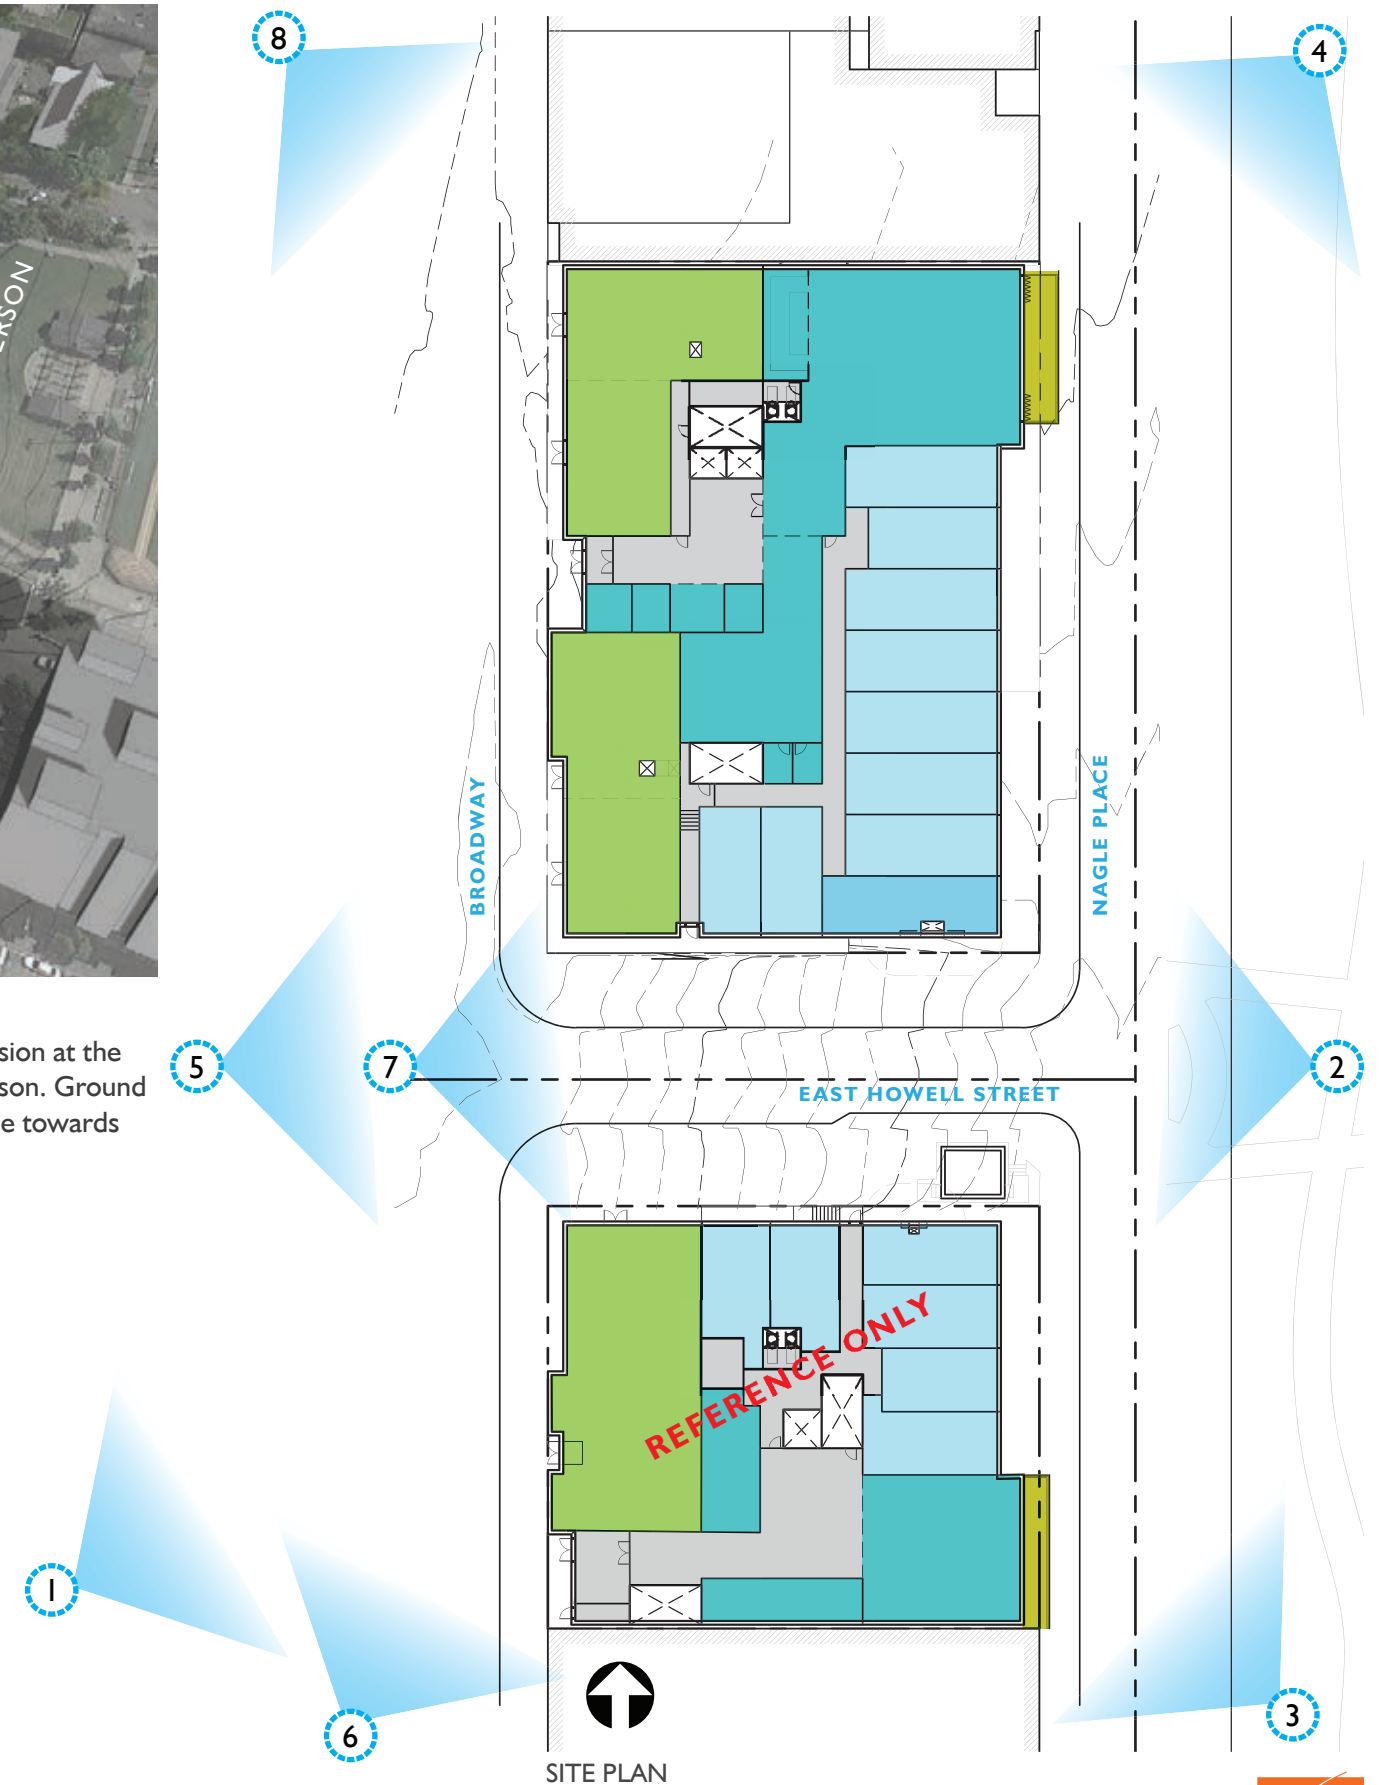 8
4
ERSON
BROADWAY
NAGLE PLACE
sion at the
son. Ground
e towards
5
7
2
EAST HOWELL STREET
REFERENCE ONLY
1
6
3
SITE PLAN